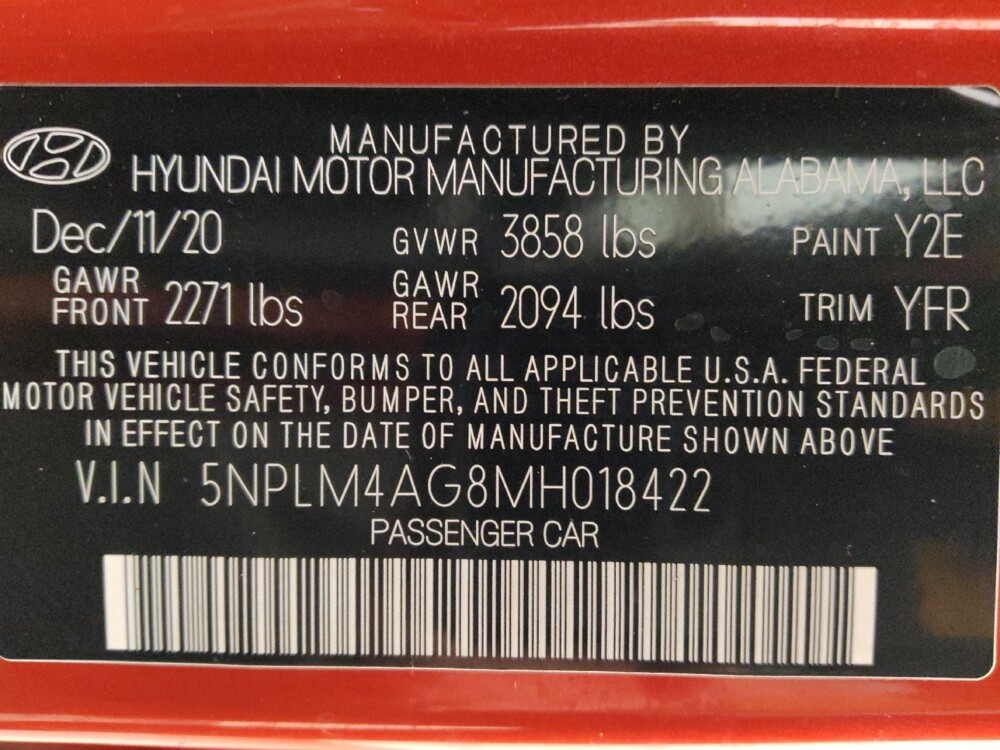 MANUFACTURED BY
HYUNDAI MOTOR MANUFACTURING ALABAMA, LLC
Dec/11/20 GVWR 3858 lbs PAINT Y2E
GAWR FRONT 2271 lbs GAWR REAR 2094 lbs TRIM YFR
THIS VEHICLE CONFORMS TO ALL APPLICABLE U.S.A. FEDERAL
MOTOR VEHICLE SAFETY, BUMPER, AND THEFT PREVENTION STANDARDS
IN EFFECT ON THE DATE OF MANUFACTURE SHOWN ABOVE
V.I.N 5NPLM4AG8MH018422
PASSENGER CAR